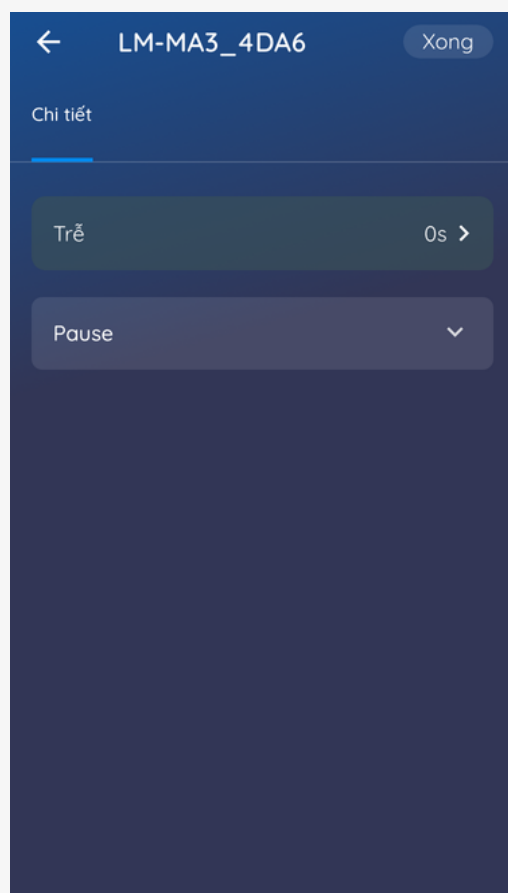 LM-MA3_4DA6
Xong
Chi tiết
Trễ
0s
Pause